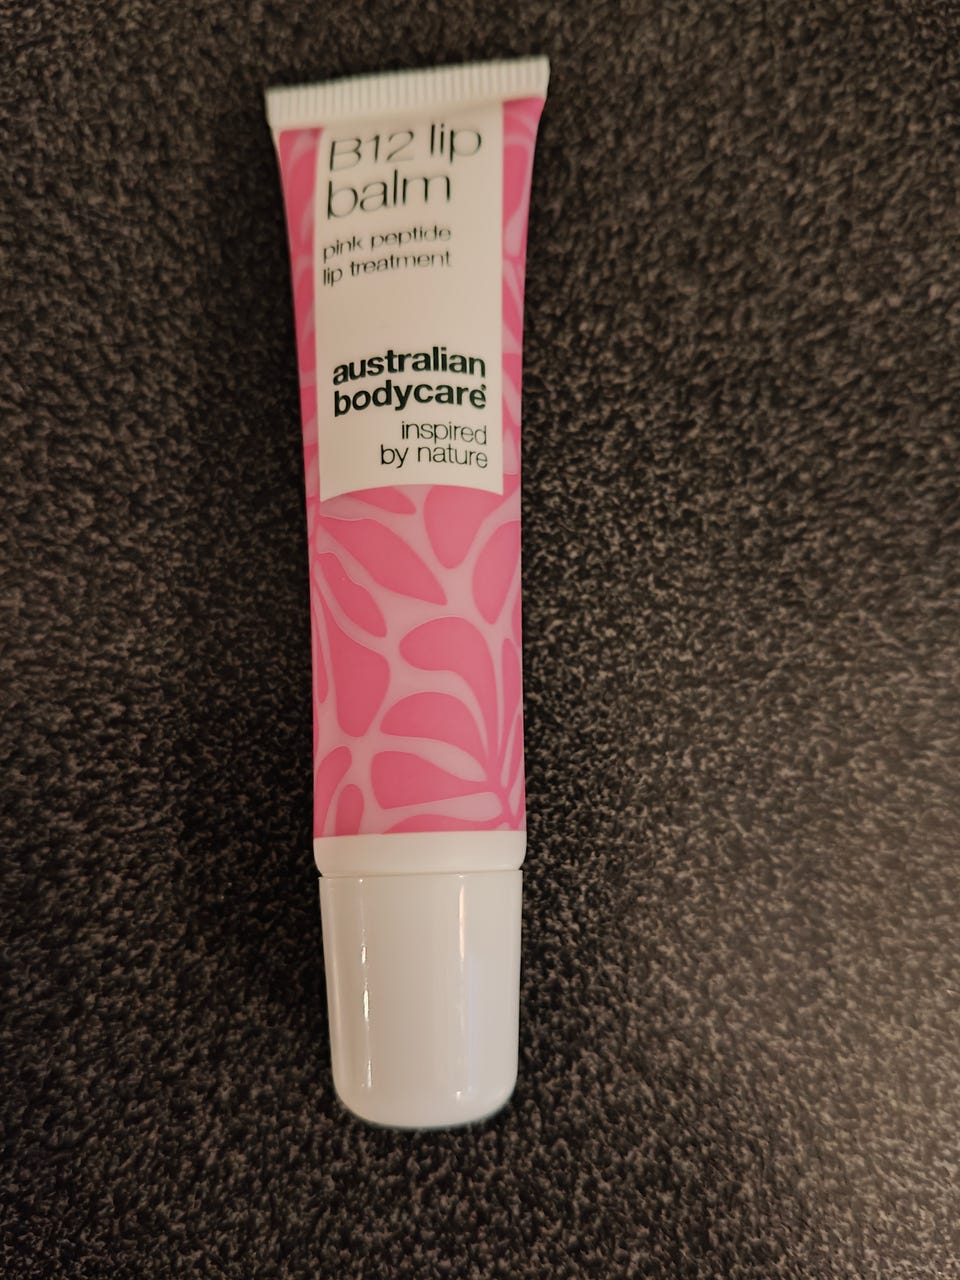 B12 lip
balm
pink peptide
lip treatment
australian
bodycare®
inspired
by nature